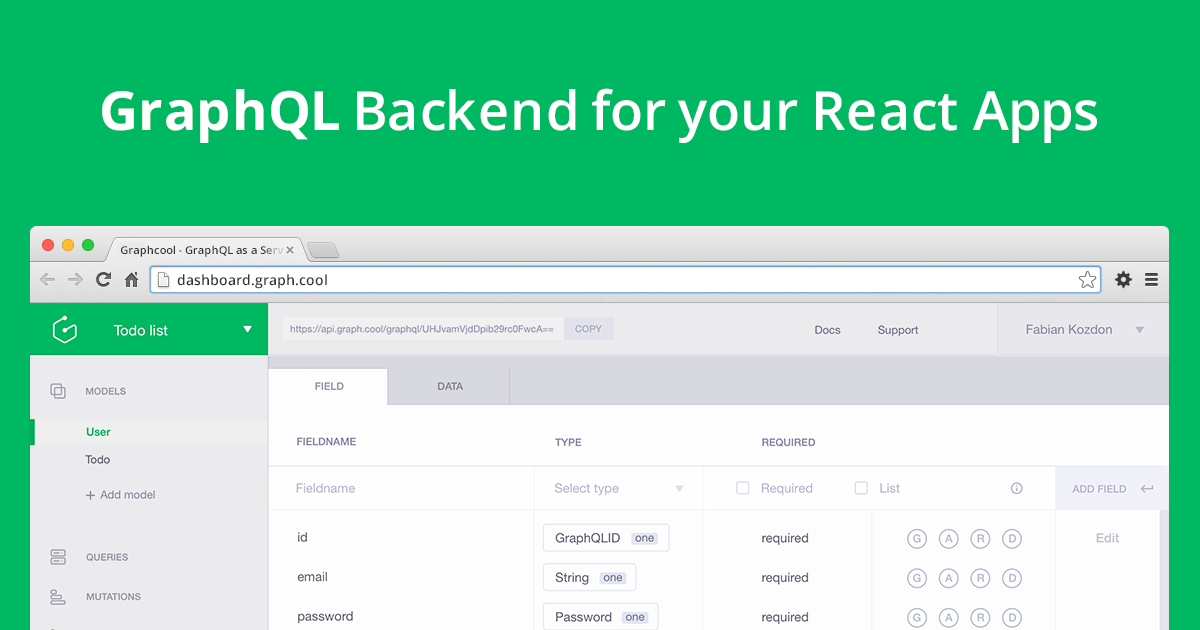 GraphQL Backend for your React Apps
Graphcool - GraphQL as a Serv
dashboard.graph.cool
Todo list
https://api.graph.cool/graphql/UHJvamVjdDpib29rc0FwcA==
COPY
Docs
Support
Fabian Kozdon
MODELS
User
Todo
+ Add model
QUERIES
MUTATIONS
FIELD
DATA
FIELDNAME
TYPE
REQUIRED
Fieldname
Select type
Required
List
ADD FIELD
id
GraphQLID one
required
G A R D
Edit
email
String one
required
G A R D
password
Password one
required
G A R D